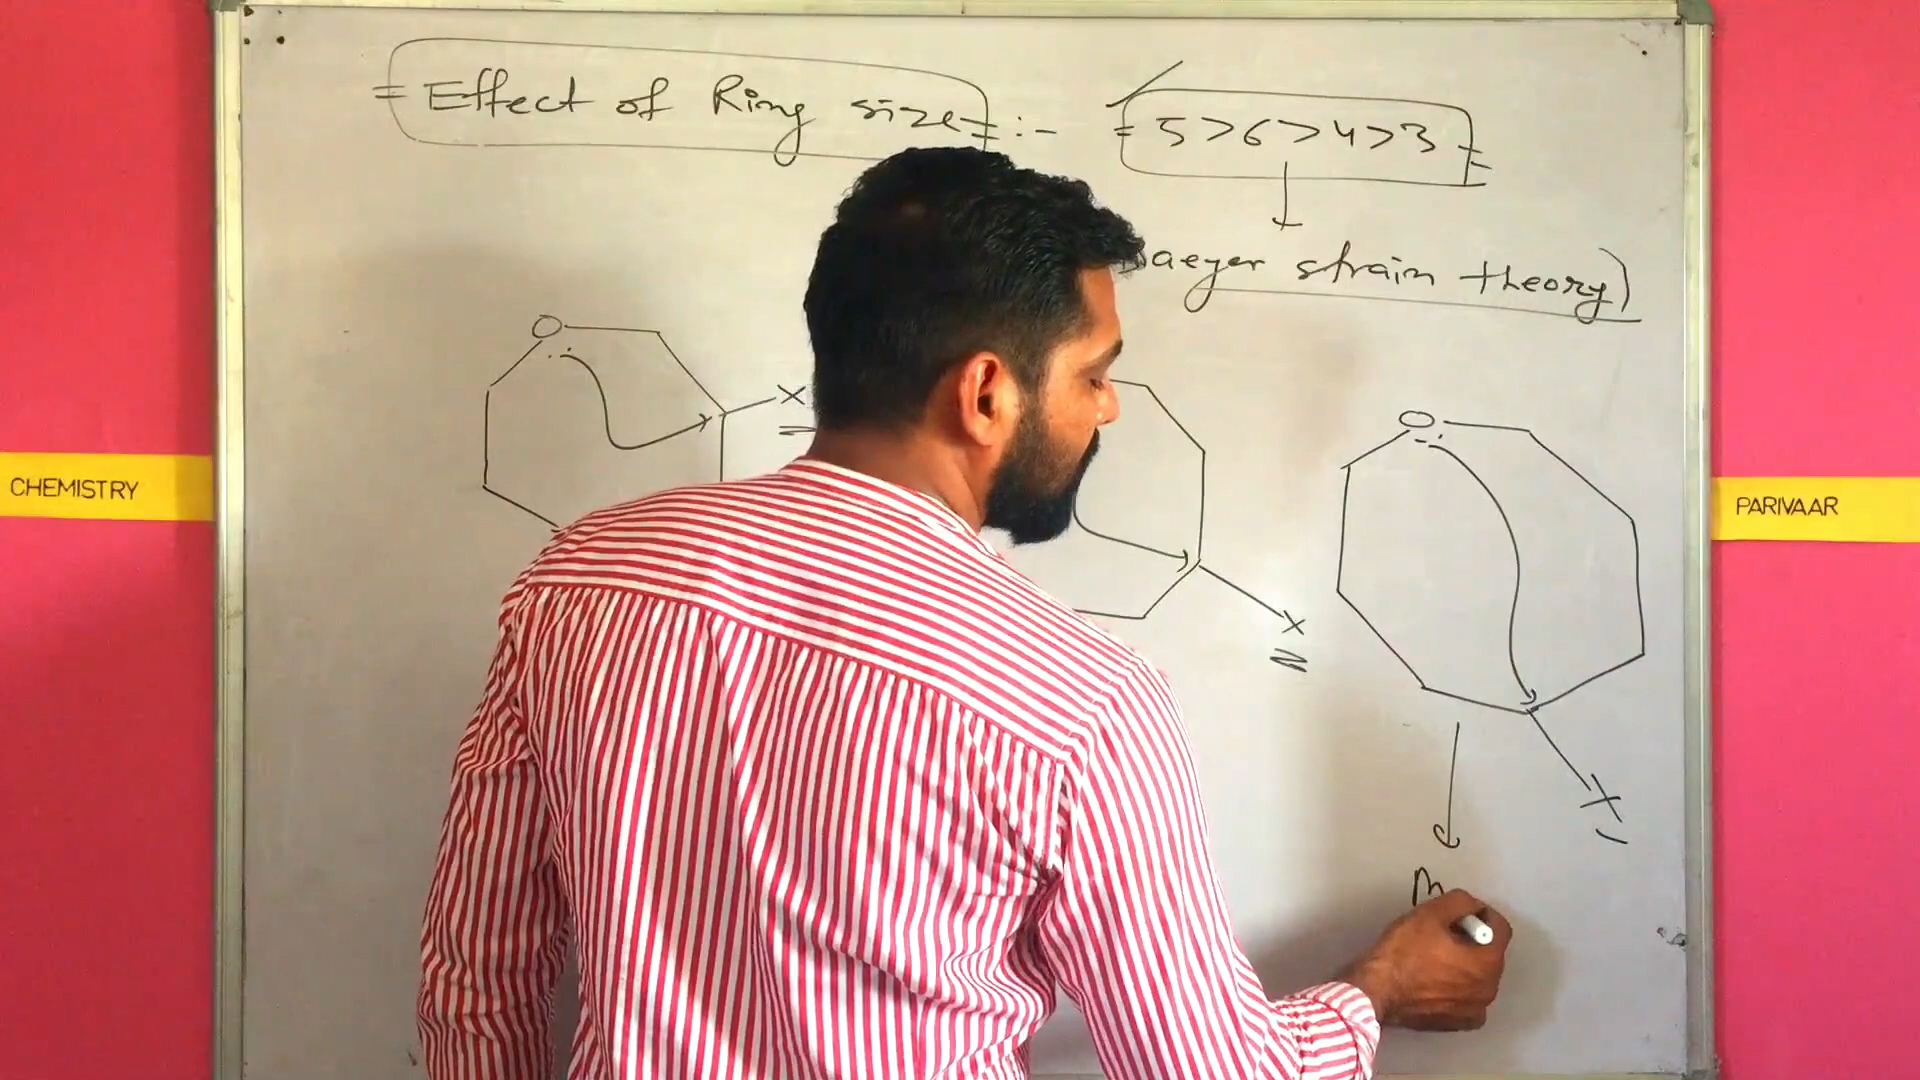 = Effect of Ring size = :-
= 5>6>4>3 =
aeyer strain theory)
O
X
O
X
X
CHEMISTRY
PARIVAAR
M